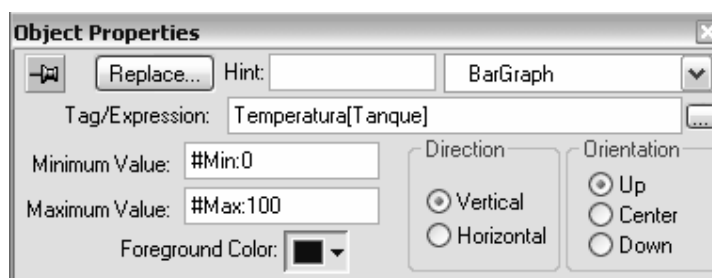 Object Properties
Replace... Hint: BarGraph
Tag/Expression: Temperatura[Tanque] ...
Minimum Value: #Min:0
Maximum Value: #Max:100
Foreground Color:
Direction
Vertical
Horizontal
Orientation
Up
Center
Down